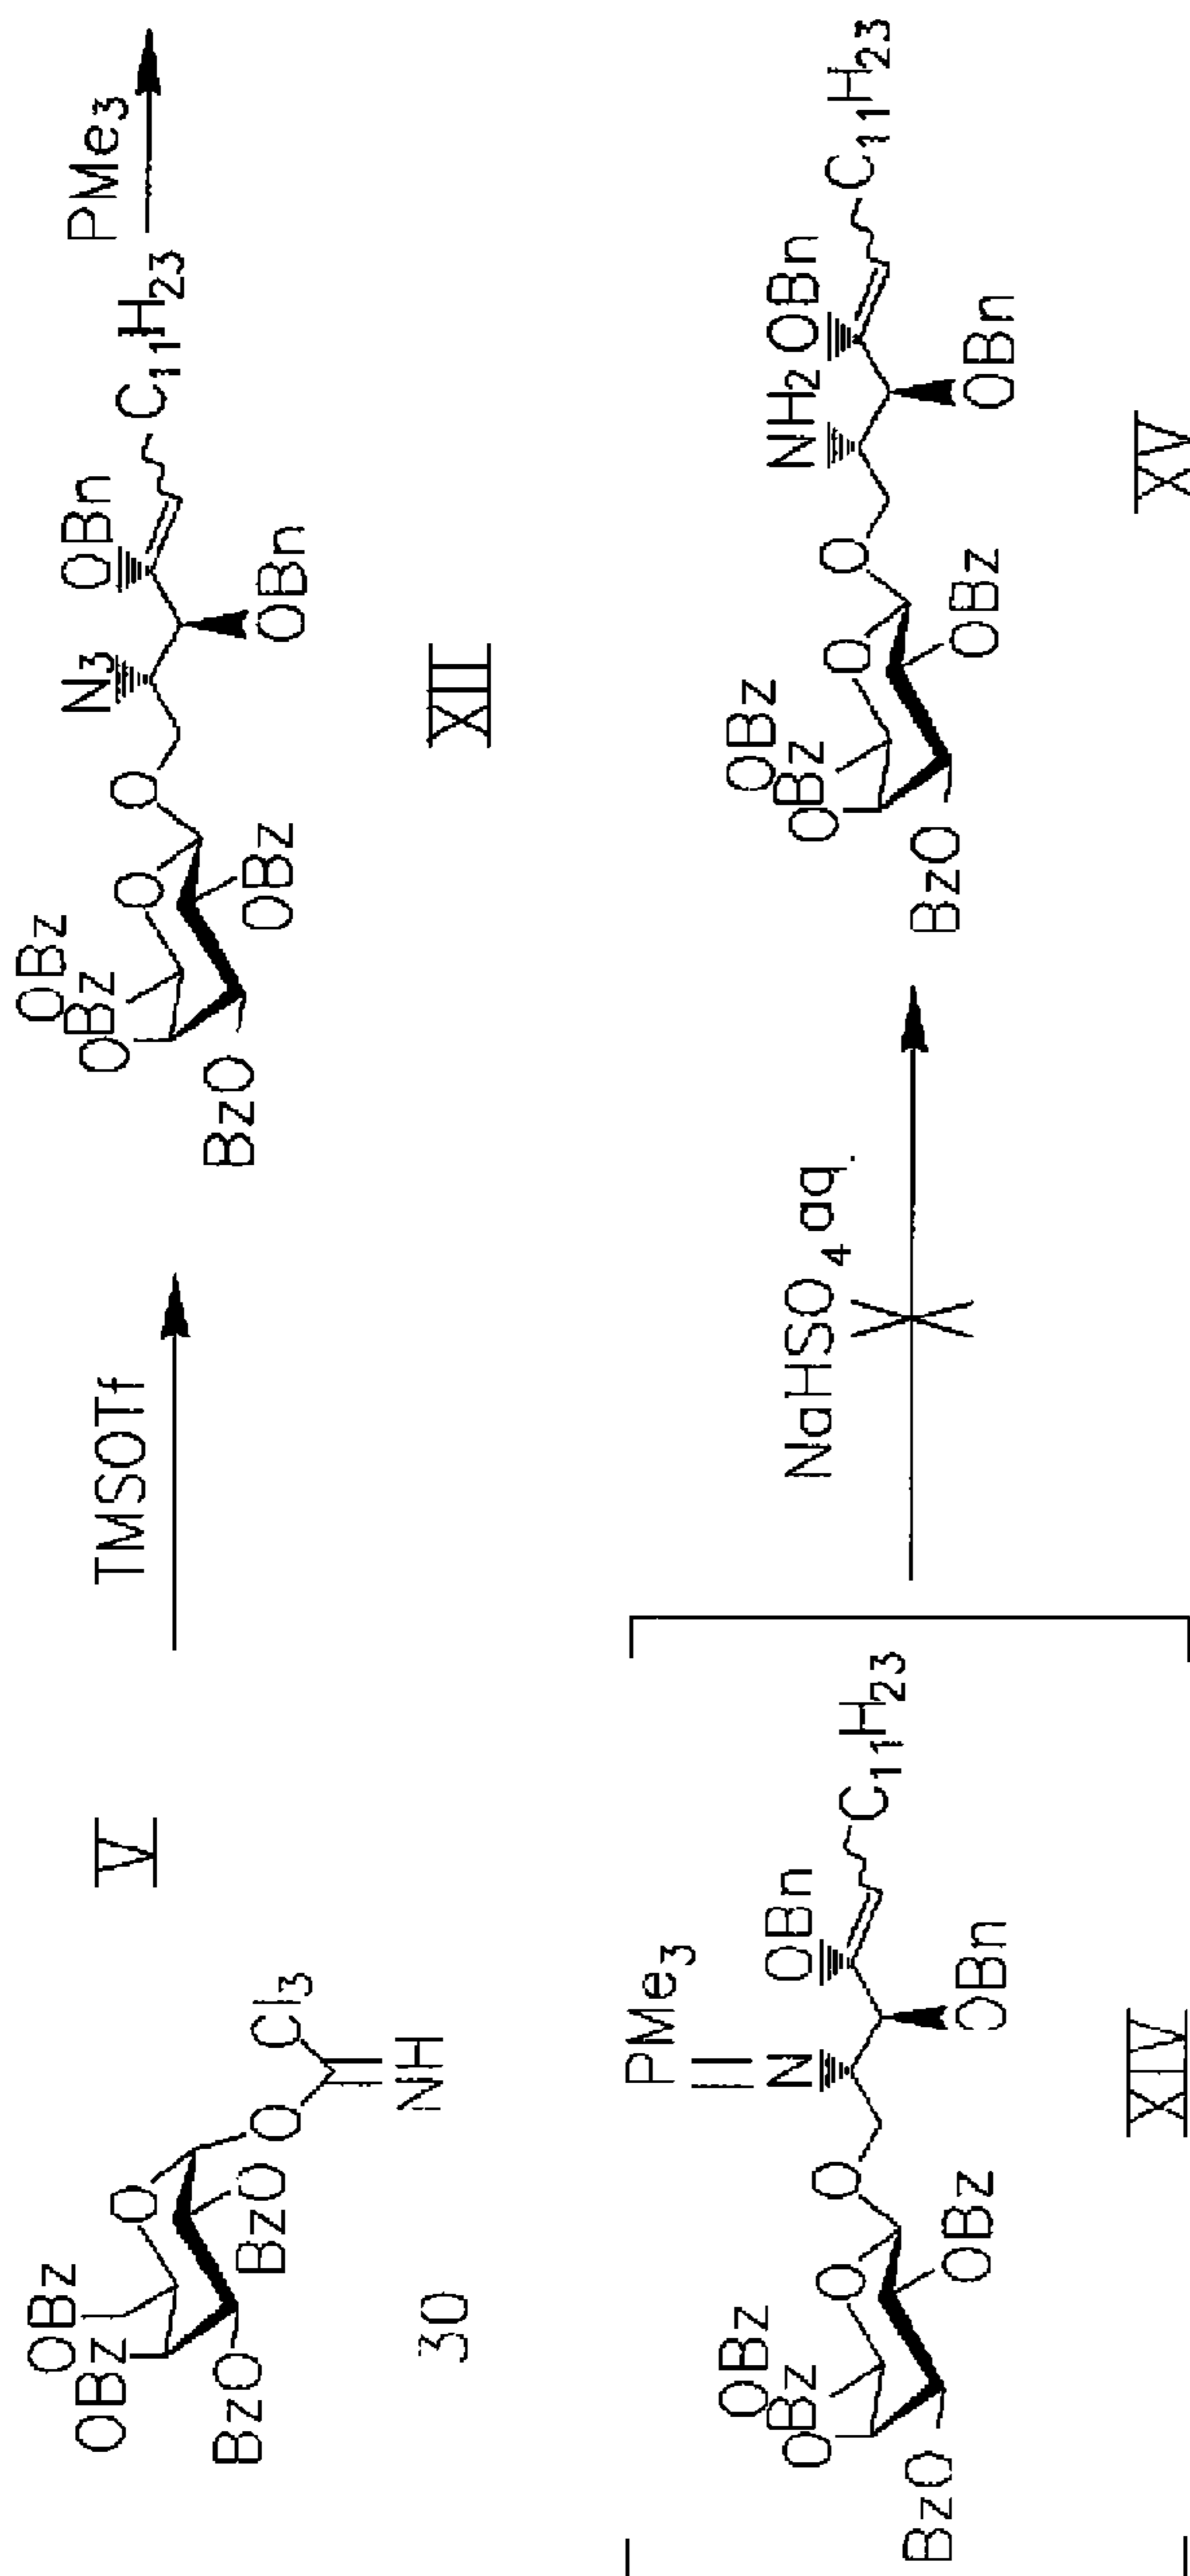 OBz
OBz
BzO
BzO
O
O
CCl₃
NH
30
V
TMSOTf
OBz
OBz
BzO
O
OBz
O
N₃
OBn
OBn
C₁₁H₂₃
XII
PMe₃
OBz
OBz
BzO
O
OBz
O
PMe₃
N
OBn
OBn
C₁₁H₂₃
XIV
NaHSO₄ aq.
OBz
OBz
BzO
O
OBz
O
NH₂
OBn
OBn
C₁₁H₂₃
XV